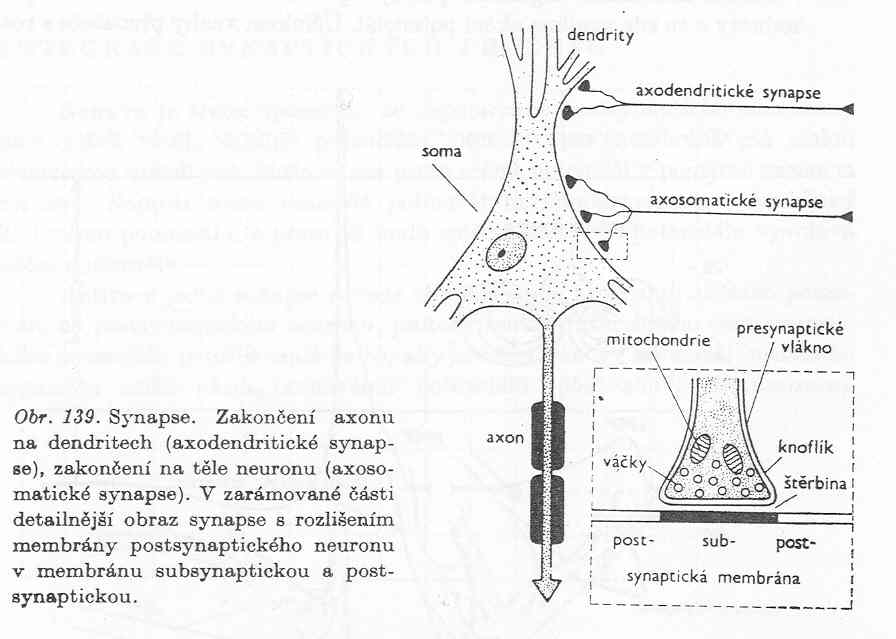 dendrity
axodendritické synapse
soma
axosomatické synapse
mitochondrie
presynaptické
vlákno
axon
váčky
knoflík
štěrbina
post- sub- post-
synaptická membrána
Obr. 139. Synapse. Zakončení axonu
na dendritech (axodendritické synap-
se), zakončení na těle neuronu (axoso-
matické synapse). V zarámované části
detailnější obraz synapse s rozlišením
membrány postsynaptického neuronu
v membránu subsynaptickou a post-
synaptickou.